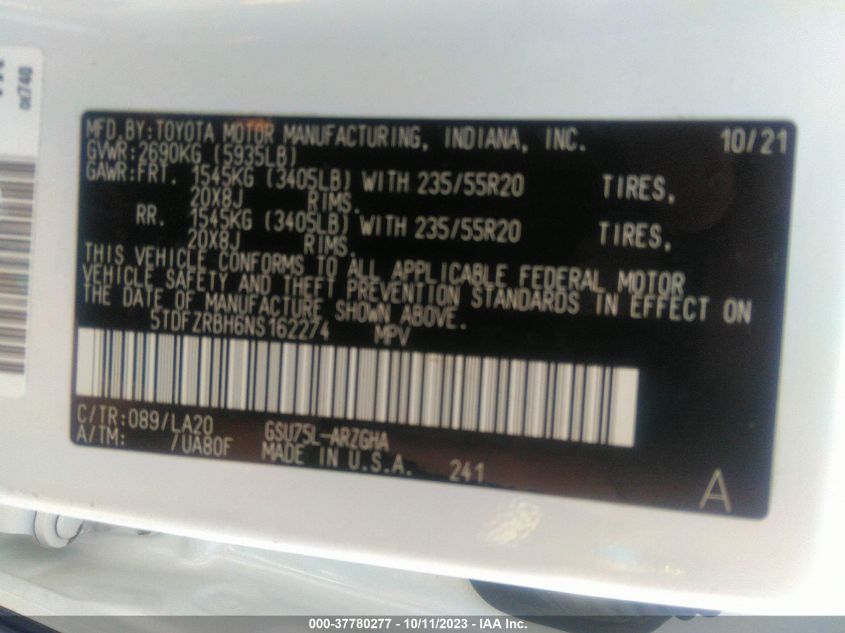 MFD.BY:TOYOTA MOTOR MANUFACTURING, INDIANA, INC. 10/21
GVWR:2690KG (5935LB)
GAWR:FRT. 1545KG (3405LB) WITH 235/55R20 TIRES,
20X8J RIMS.
RR. 1545KG (3405LB) WITH 235/55R20 TIRES,
20X8J RIMS.
THIS VEHICLE CONFORMS TO ALL APPLICABLE FEDERAL MOTOR
VEHICLE SAFETY AND THEFT PREVENTION STANDARDS IN EFFECT ON
THE DATE OF MANUFACTURE SHOWN ABOVE.
5TDFZRBH6NS162274 MPV
C/TR:089/LA20 GSU75L-ARZGHA
A/TM: /UA80F MADE IN U.S.A. 241
A
000-37780277 - 10/11/2023 - IAA Inc.